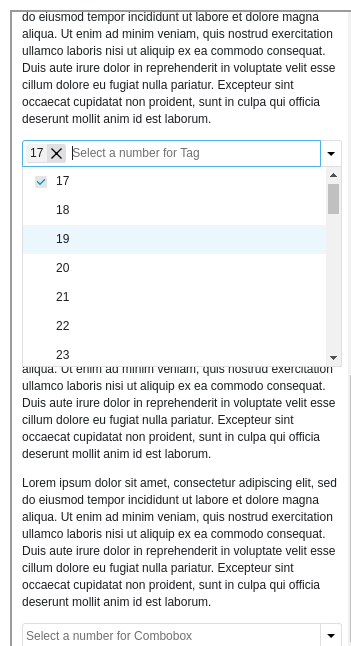 do eiusmod tempor incididunt ut labore et dolore magna
aliqua. Ut enim ad minim veniam, quis nostrud exercitation
ullamco laboris nisi ut aliquip ex ea commodo consequat.
Duis aute irure dolor in reprehenderit in voluptate velit esse
cillum dolore eu fugiat nulla pariatur. Excepteur sint
occaecat cupidatat non proident, sunt in culpa qui officia
deserunt mollit anim id est laborum.
17 Select a number for Tag
17
18
19
20
21
22
23
aliqua. Ut enim ad minim veniam, quis nostrud exercitation
ullamco laboris nisi ut aliquip ex ea commodo consequat.
Duis aute irure dolor in reprehenderit in voluptate velit esse
cillum dolore eu fugiat nulla pariatur. Excepteur sint
occaecat cupidatat non proident, sunt in culpa qui officia
deserunt mollit anim id est laborum.
Lorem ipsum dolor sit amet, consectetur adipiscing elit, sed
do eiusmod tempor incididunt ut labore et dolore magna
aliqua. Ut enim ad minim veniam, quis nostrud exercitation
ullamco laboris nisi ut aliquip ex ea commodo consequat.
Duis aute irure dolor in reprehenderit in voluptate velit esse
cillum dolore eu fugiat nulla pariatur. Excepteur sint
occaecat cupidatat non proident, sunt in culpa qui officia
deserunt mollit anim id est laborum.
Select a number for Combobox